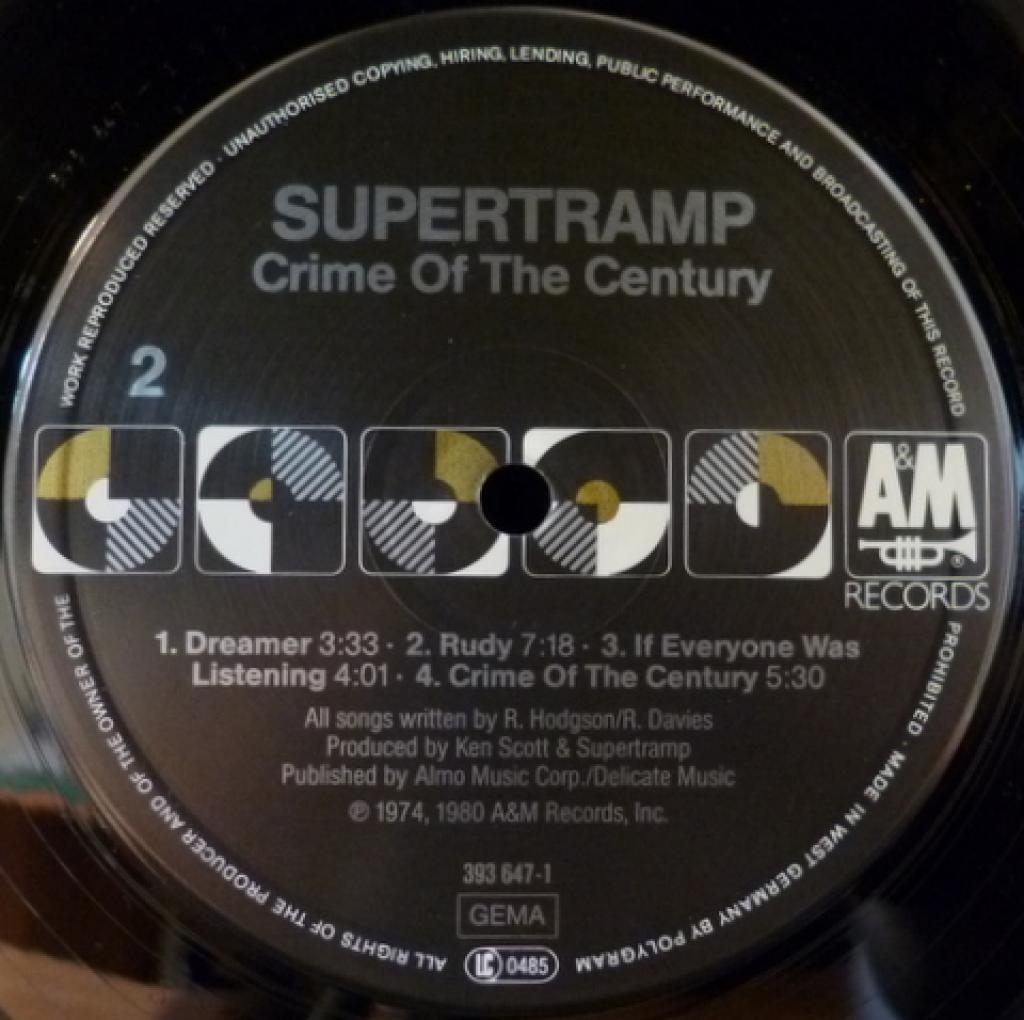 ALL RIGHTS OF THE PRODUCER AND OF THE OWNER OF THE WORK REPRODUCED RESERVED · UNAUTHORISED COPYING, HIRING, LENDING, PUBLIC PERFORMANCE AND BROADCASTING OF THIS RECORD PROHIBITED · MADE IN WEST GERMANY BY POLYGRAM
SUPERTRAMP
Crime Of The Century
2
A&M
®
RECORDS
1. Dreamer 3:33 · 2. Rudy 7:18 · 3. If Everyone Was
Listening 4:01 · 4. Crime Of The Century 5:30
All songs written by R. Hodgson/R. Davies
Produced by Ken Scott & Supertramp
Published by Almo Music Corp./Delicate Music
℗ 1974, 1980 A&M Records, Inc.
393 647-1
GEMA
LC 0485